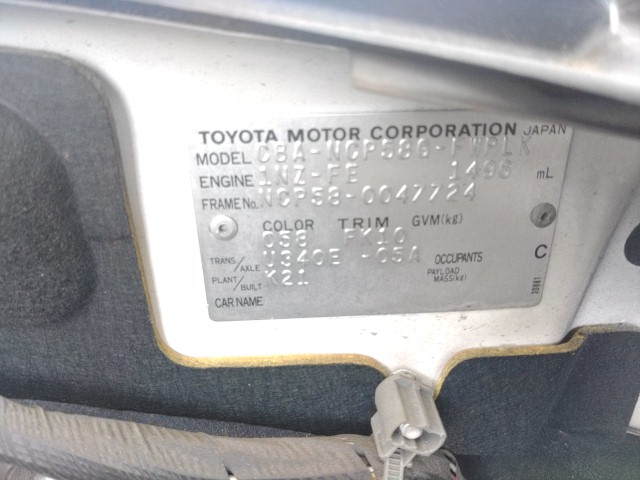 TOYOTA MOTOR CORPORATION JAPAN
MODEL CBA-NCP58G-FWPLK
ENGINE 1NZ-FE 1496 mL
FRAME No. NCP58-0047724
COLOR TRIM GVM(kg)
058 FK10
TRANS/AXLE U340E -05A OCCUPANTS C
PLANT/BUILT K21 PAYLOAD MASS(kg)
CAR NAME